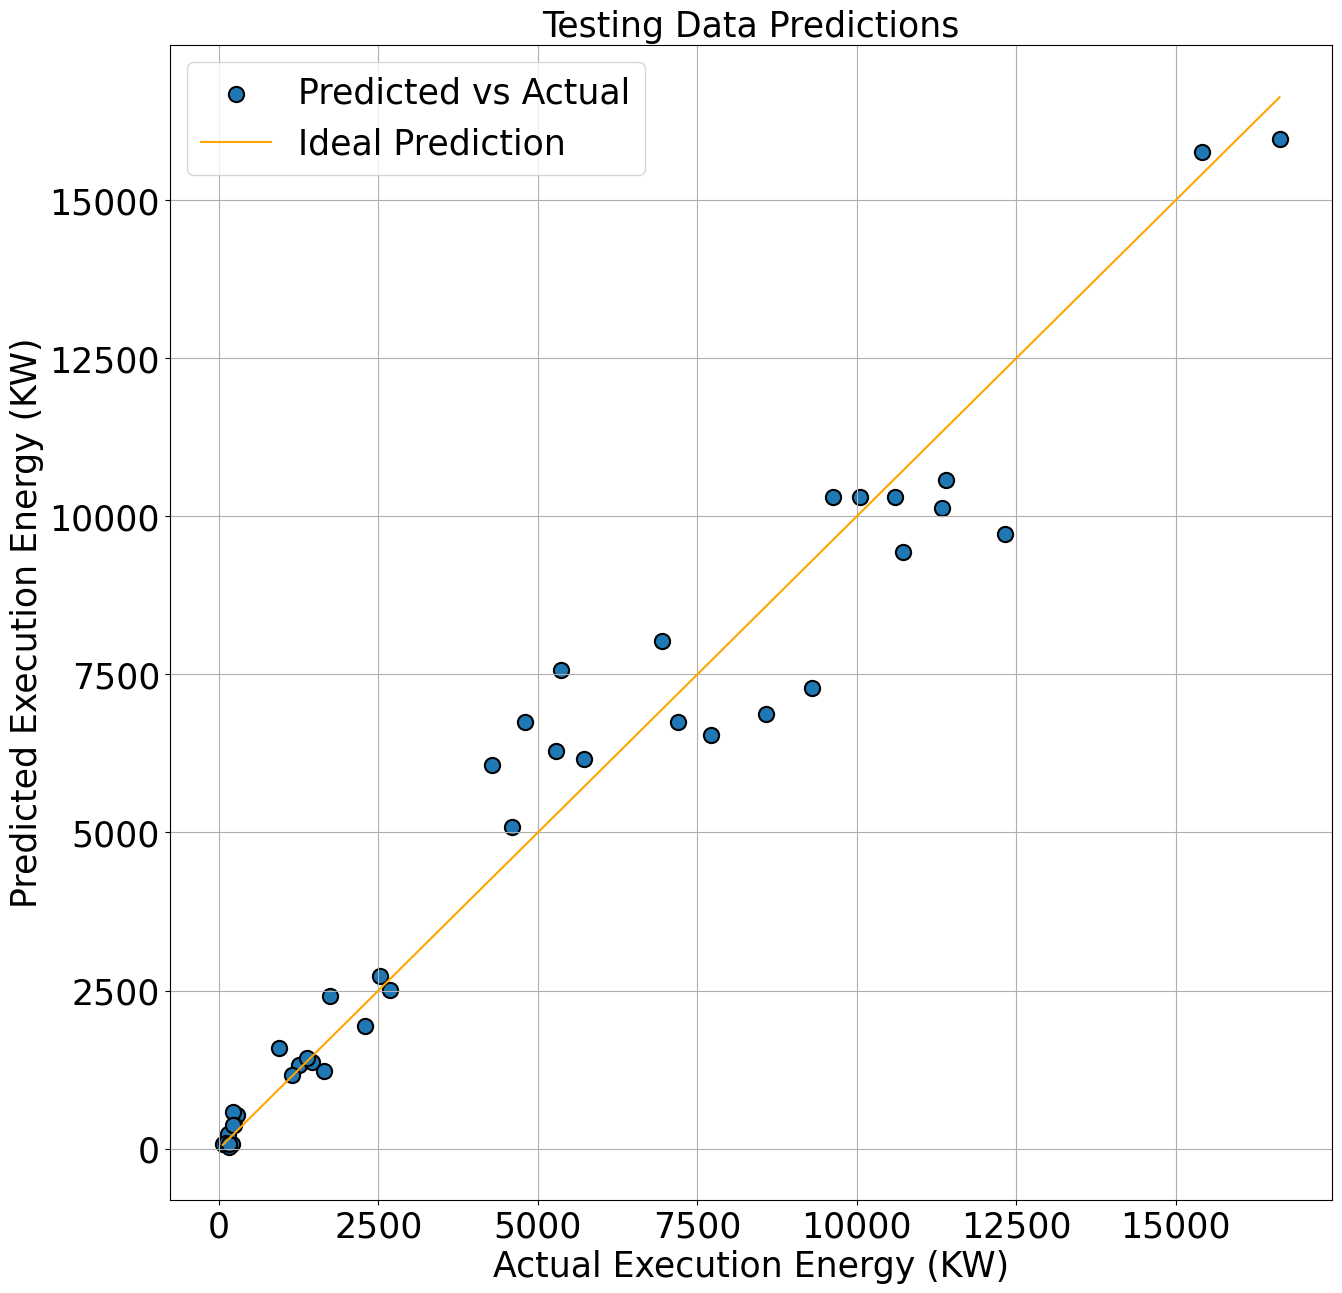 Testing Data Predictions
Predicted vs Actual
Ideal Prediction
Predicted Execution Energy (KW)
15000
12500
10000
7500
5000
2500
0
0 2500 5000 7500 10000 12500 15000
Actual Execution Energy (KW)